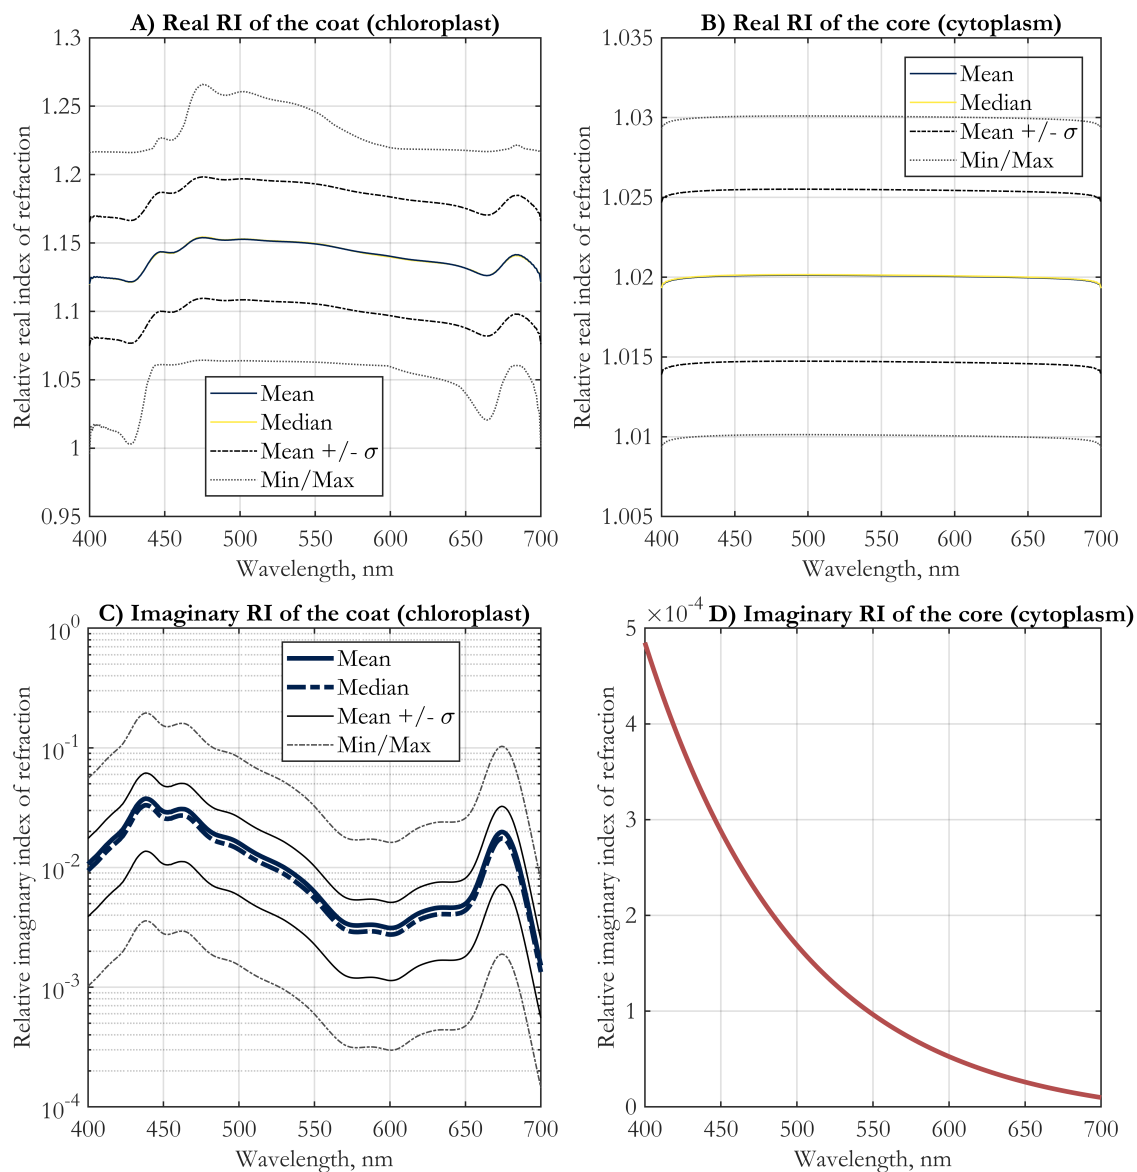 A) Real RI of the coat (chloroplast)
Relative real index of refraction
1.3
1.25
1.2
1.15
1.1
1.05
1
0.95
Mean
Median
Mean +/- σ
Min/Max
400 450 500 550 600 650 700
Wavelength, nm
B) Real RI of the core (cytoplasm)
Relative real index of refraction
1.035
1.03
1.025
1.02
1.015
1.01
1.005
Mean
Median
Mean +/- σ
Min/Max
400 450 500 550 600 650 700
Wavelength, nm
C) Imaginary RI of the coat (chloroplast)
Relative imaginary index of refraction
10⁰
10⁻¹
10⁻²
10⁻³
10⁻⁴
Mean
Median
Mean +/- σ
Min/Max
400 450 500 550 600 650 700
Wavelength, nm
×10⁻⁴ D) Imaginary RI of the core (cytoplasm)
Relative imaginary index of refraction
5
4
3
2
1
0
400 450 500 550 600 650 700
Wavelength, nm